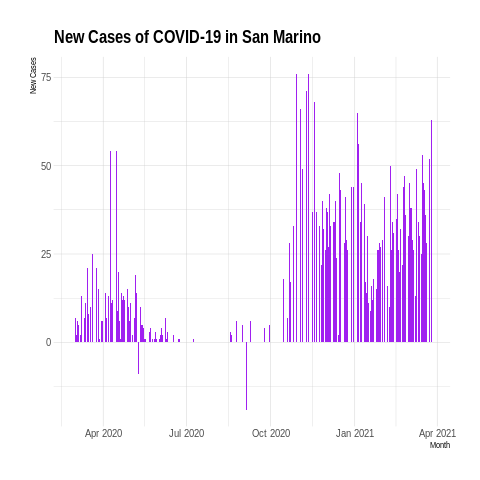 New Cases of COVID-19 in San Marino
New Cases
75
50
25
0
Apr 2020 Jul 2020 Oct 2020 Jan 2021 Apr 2021
Month